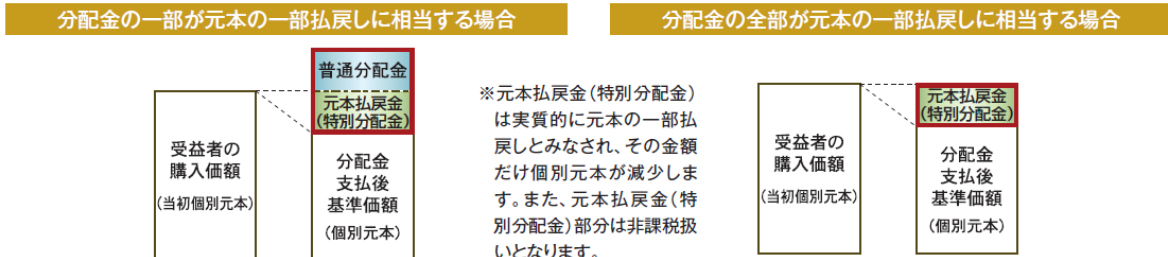 分配金の一部が元本の一部払戻しに相当する場合
普通分配金
元本払戻金
(特別分配金)
受益者の
購入価額
(当初個別元本)
分配金
支払後
基準価額
(個別元本)
※元本払戻金(特別分配金)
は実質的に元本の一部払
戻しとみなされ、その金額
だけ個別元本が減少しま
す。また、元本払戻金(特
別分配金)部分は非課税扱
いとなります。
分配金の全部が元本の一部払戻しに相当する場合
元本払戻金
(特別分配金)
受益者の
購入価額
(当初個別元本)
分配金
支払後
基準価額
(個別元本)